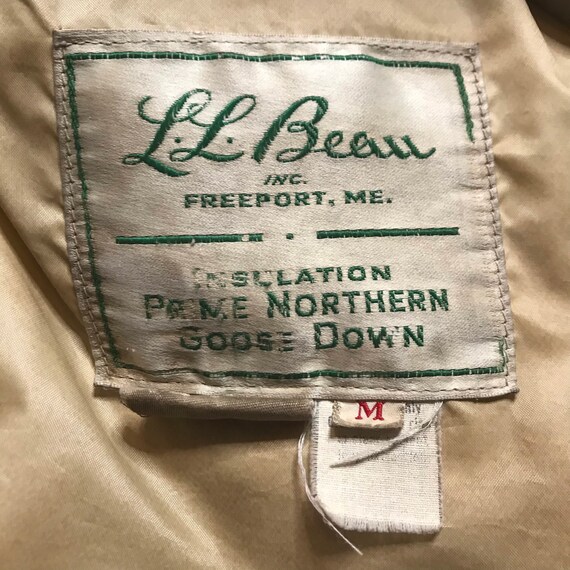 L.L.Bean
INC.
FREEPORT, ME.
INSULATION
PRIME NORTHERN
GOOSE DOWN
M